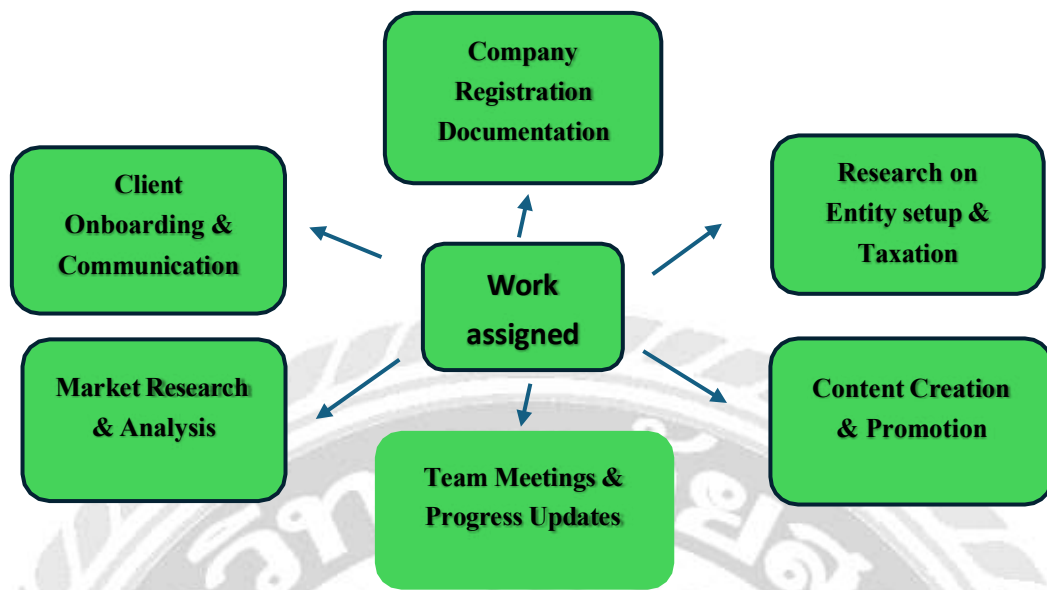 Company
Registration
Documentation
Client
Onboarding &
Communication
Research on
Entity setup &
Taxation
Work
assigned
Market Research
& Analysis
Content Creation
& Promotion
Team Meetings &
Progress Updates